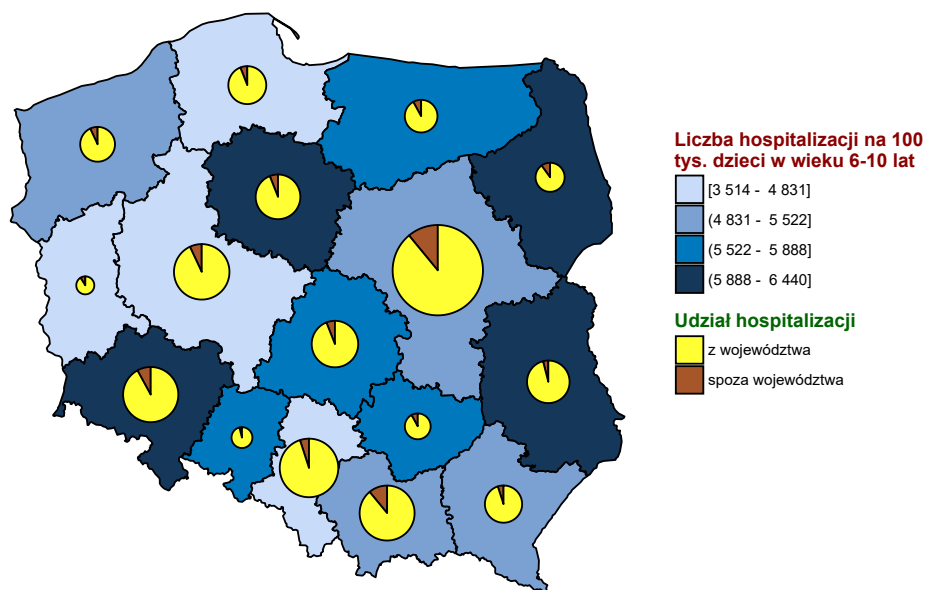 Liczba hospitalizacji na 100
tys. dzieci w wieku 6-10 lat
[3 514 - 4 831]
(4 831 - 5 522]
(5 522 - 5 888]
(5 888 - 6 440]
Udział hospitalizacji
z województwa
spoza województwa